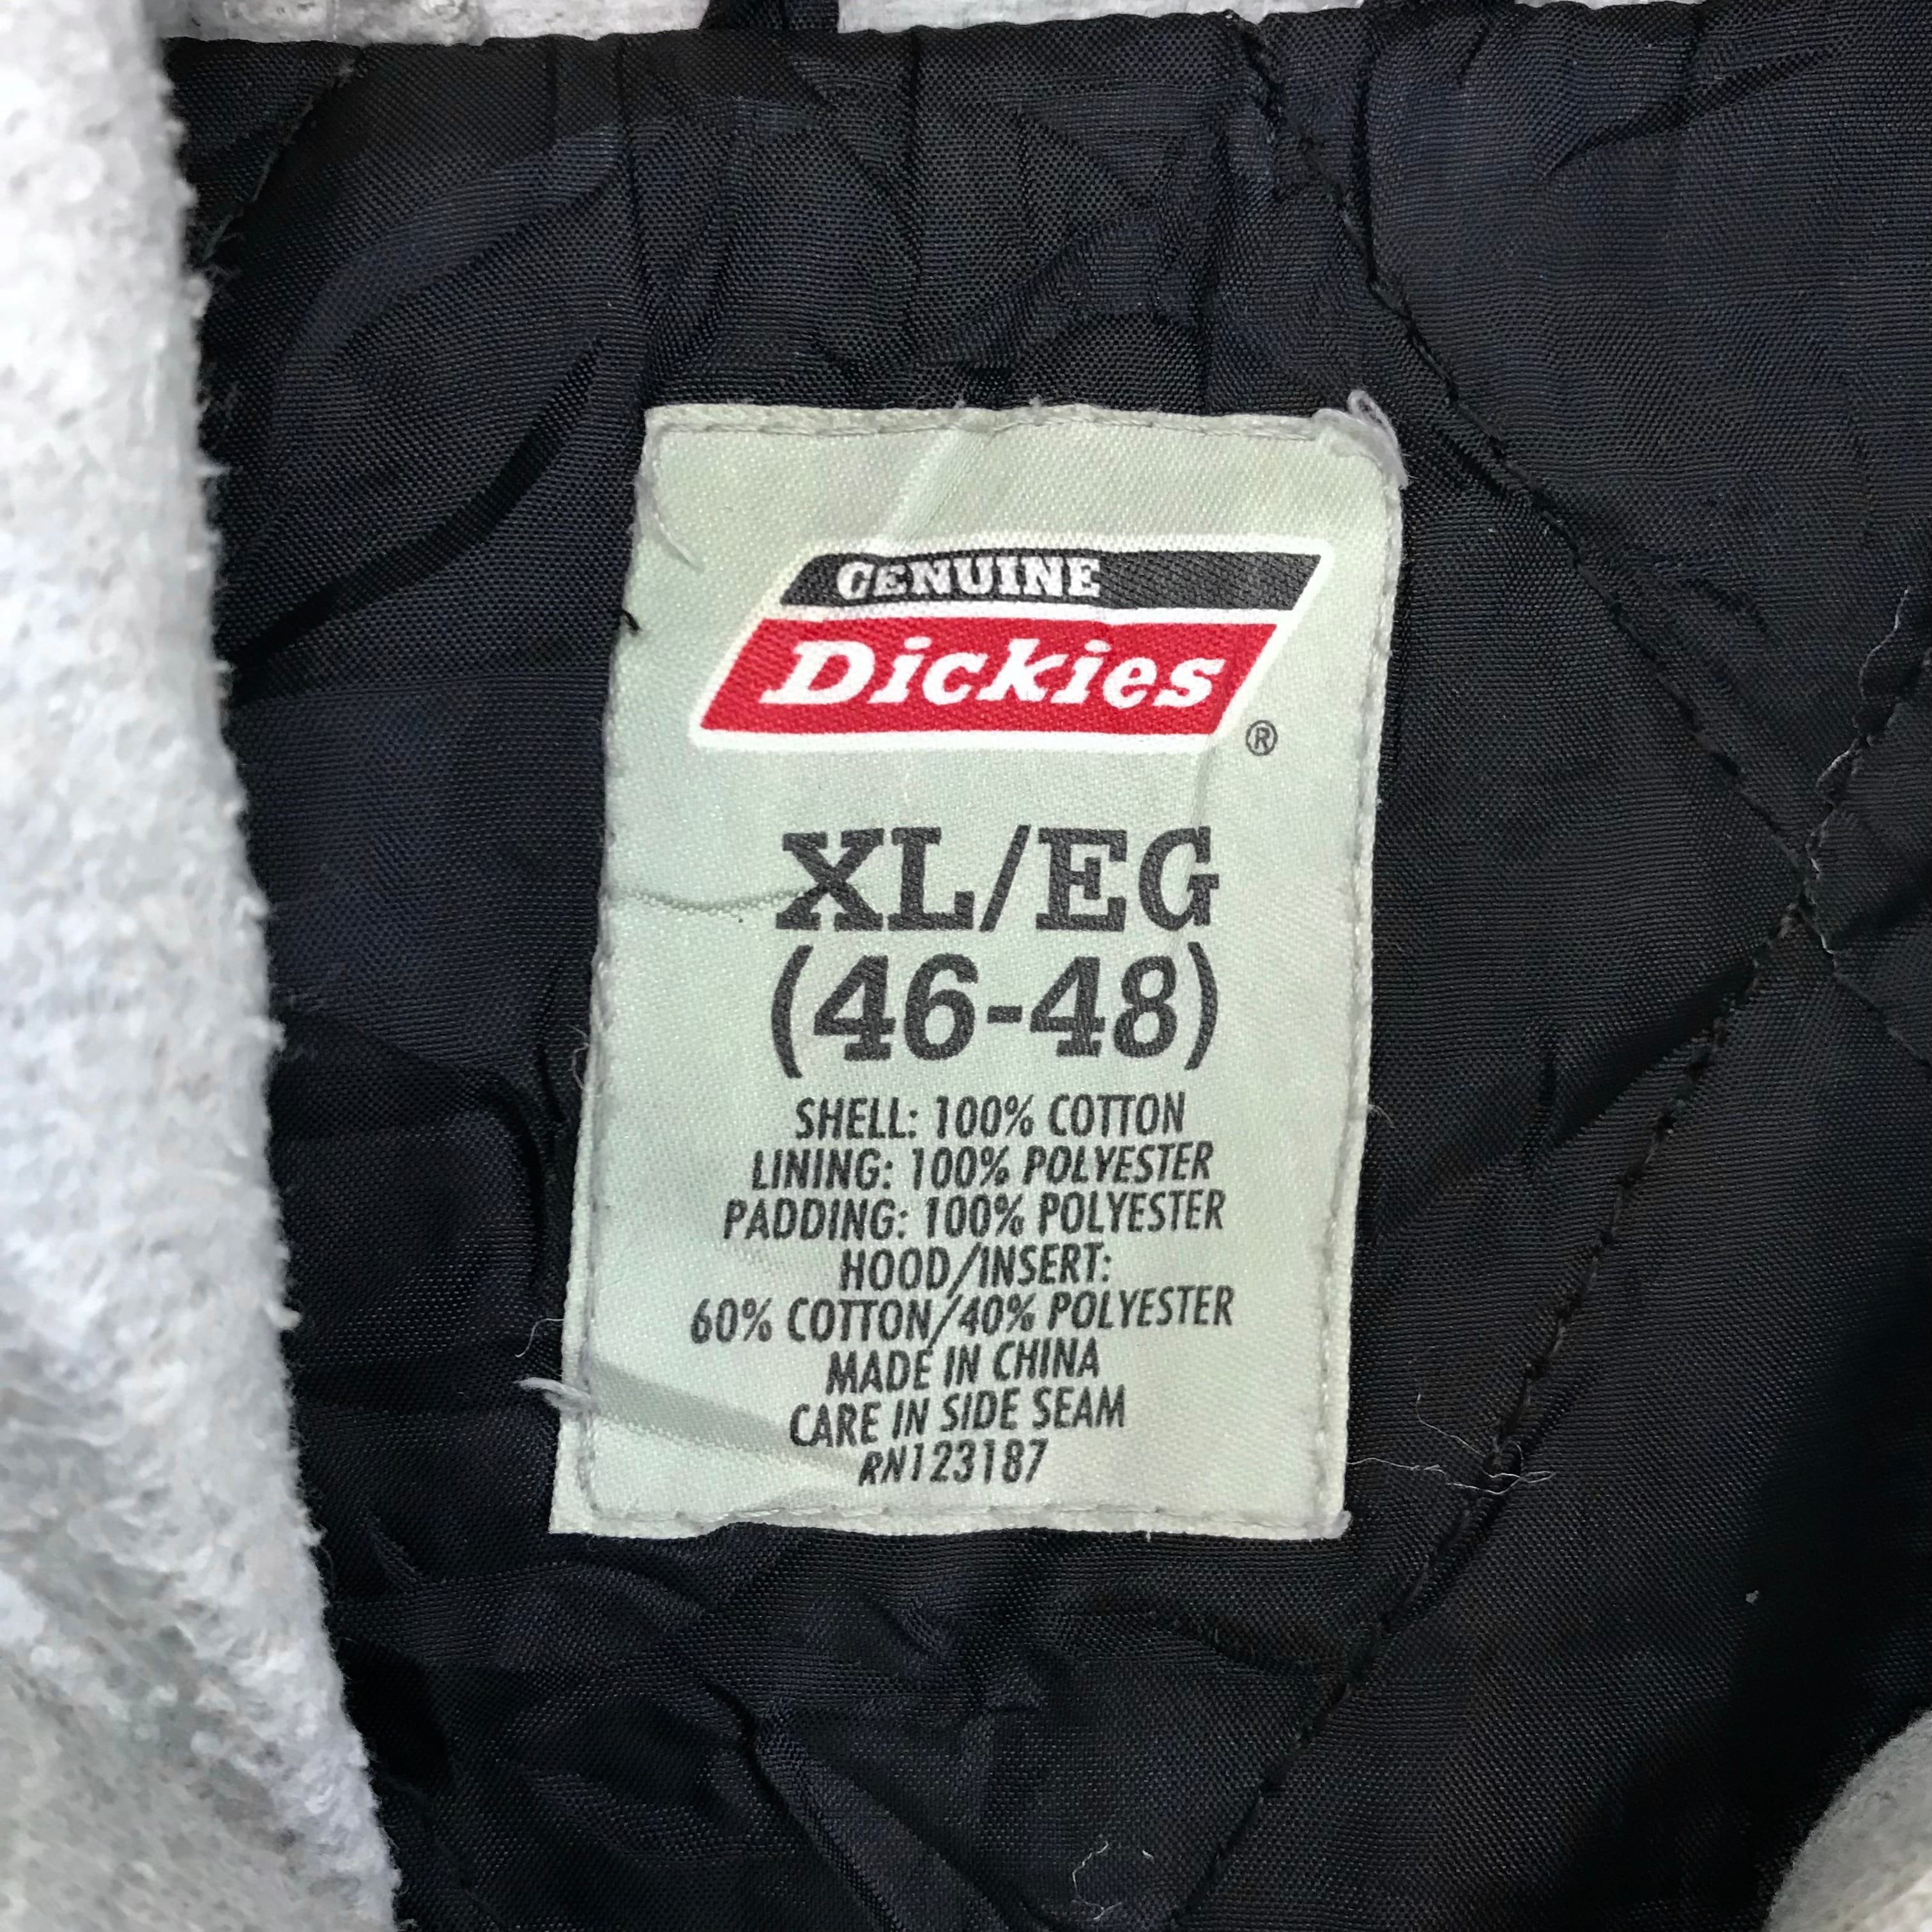 GENUINE
Dickies
®
XL/EG
(46-48)
SHELL: 100% COTTON
LINING: 100% POLYESTER
PADDING: 100% POLYESTER
HOOD/INSERT:
60% COTTON/40% POLYESTER
MADE IN CHINA
CARE IN SIDE SEAM
RN123187